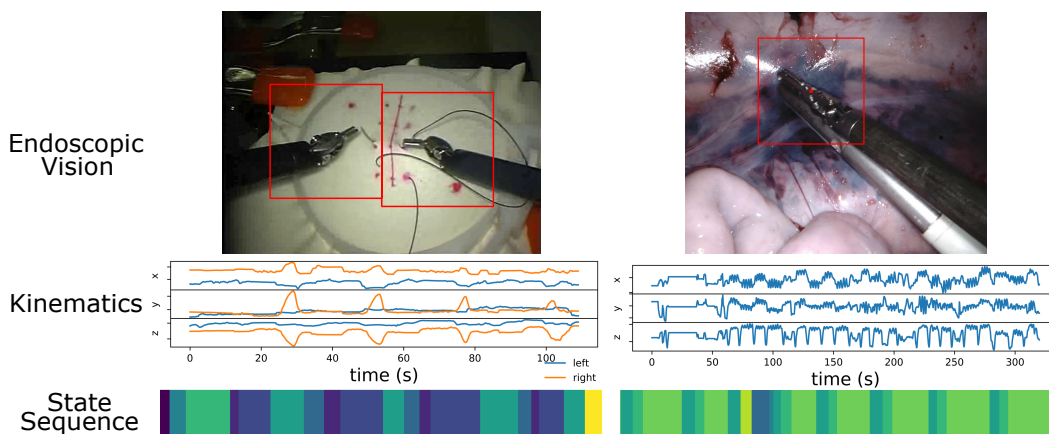 Endoscopic
Vision
Kinematics
x
y
z
0 20 40 60 80 100
time (s)
left
right
x
y
z
0 50 100 150 200 250 300
time (s)
State
Sequence